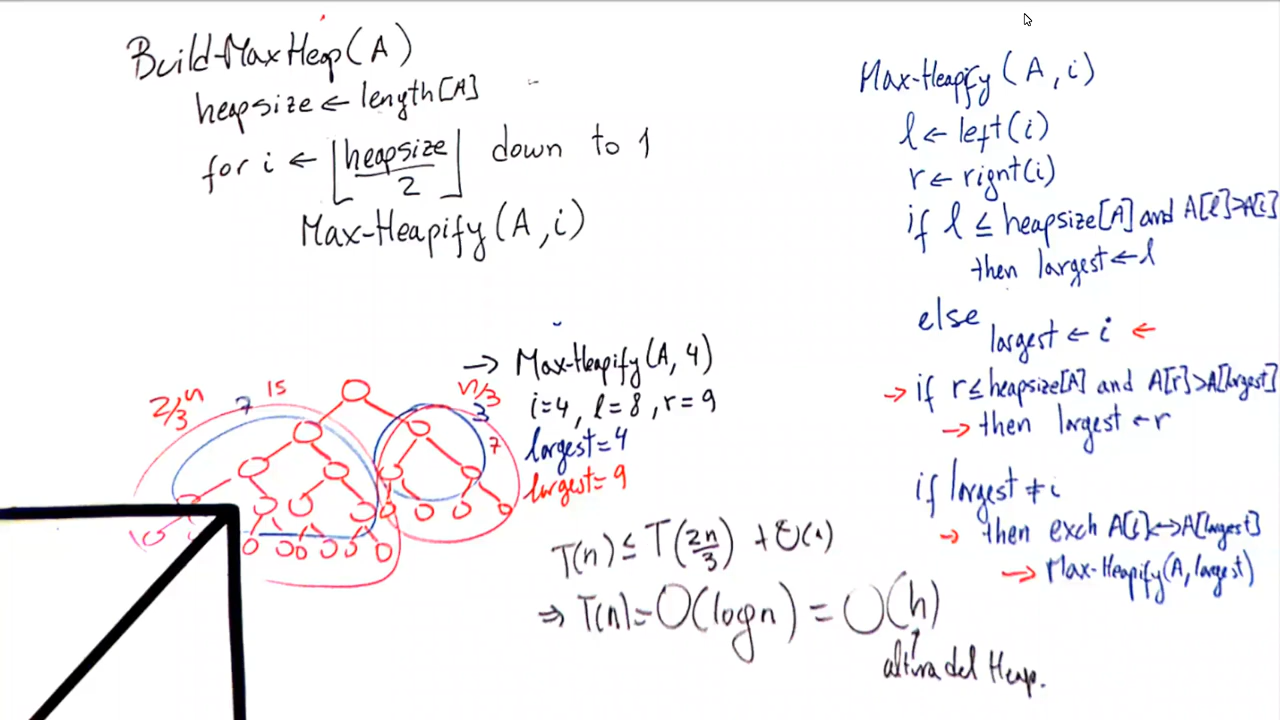 Build-MaxHeap(A)
heapsize ← length[A]
for i ← ⌊heapsize/2⌋ down to 1
Max-Heapify(A,i)
Max-Heapify(A,i)
l ← left(i)
r ← rignt(i)
if l ≤ heapsize[A] and A[l]>A[i]
then largest ← l
else
largest ← i ←
→ if r ≤ heapsize[A] and A[r]>A[largest]
→ then largest ← r
if largest ≠ i
→ then exch A[i]↔A[largest]
→ Max-Heapify(A,largest)
→ Max-Heapify(A,4)
i=4, l=8, r=9
largest=4
largest=9
2/3 n
7
15
n/3
3
7
T(n) ≤ T(2n/3) + Θ(1)
⇒ T(n)=O(logn) = O(h)
↑
altura del Heap.